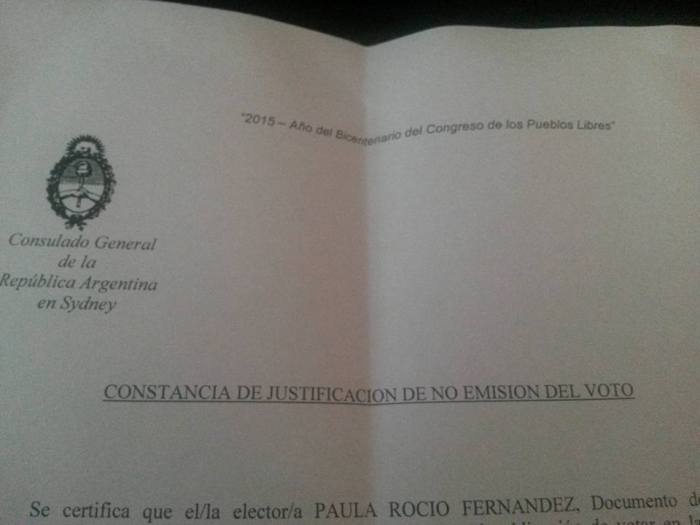 "2015 – Año del Bicentenario del Congreso de los Pueblos Libres"
Consulado General
de la
República Argentina
en Sydney
CONSTANCIA DE JUSTIFICACION DE NO EMISION DEL VOTO
Se certifica que el/la elector/a PAULA ROCIO FERNANDEZ, Documento de